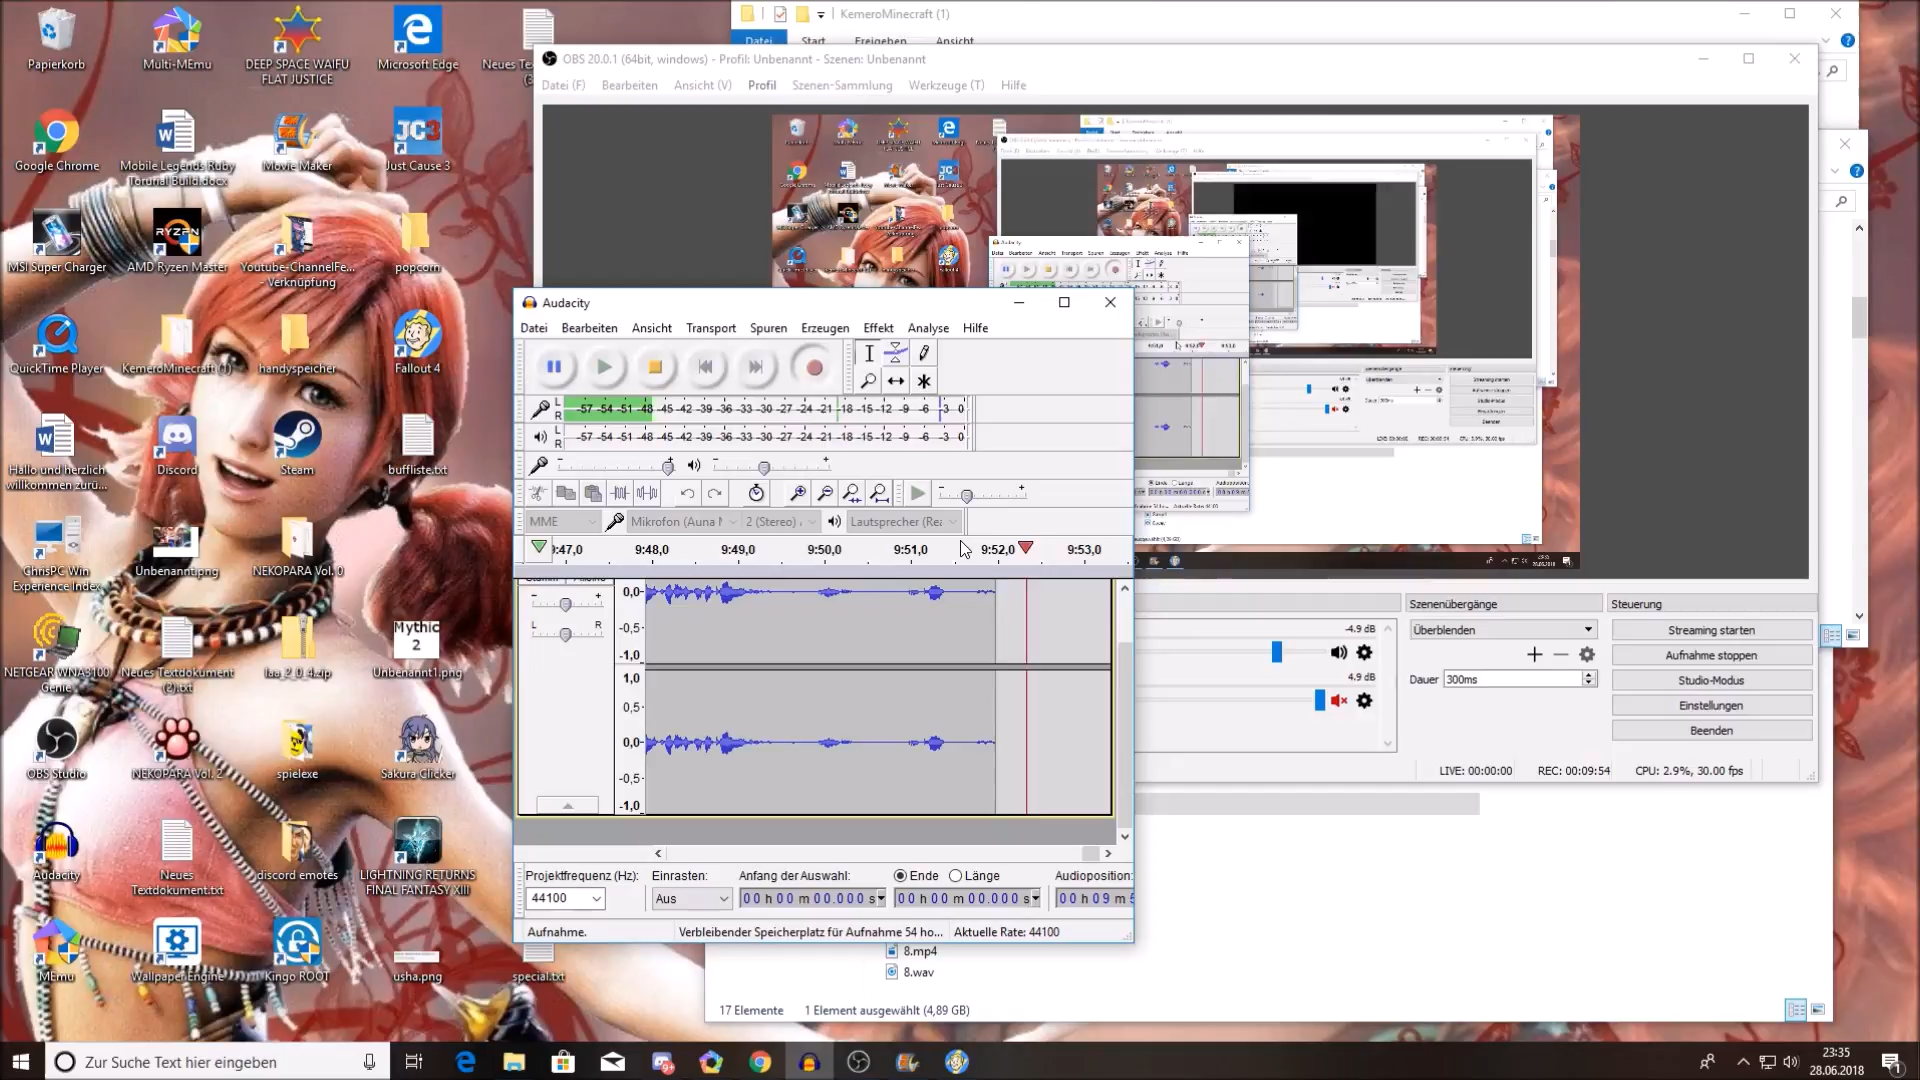 Papierkorb
Multi-MEmu
DEEP SPACE WAIFU
FLAT JUSTICE
Microsoft Edge
Google Chrome
Mobile Legends Ruby
Torunal Build.docx
Movie Maker
Just Cause 3
MSI Super Charger
AMD Ryzen Master
Youtube-ChannelFe...
- Verknüpfung
popcorn
QuickTime Player
KemeroMinecraft (1)
handyspeicher
Fallout 4
Hallo und herzlich
willkommen zurü...
Discord
Steam
buffliste.txt
ChrisPC Win
Experience Index
Unbenannt.png
NEKOPARA Vol. 0
NETGEAR WNA3100
Genie
Neues Textdokument
(2).txt
iaa_2_0_4.zip
Mythic
2
Unbenannt1.png
OBS Studio
NEKOPARA Vol. 2
spielexe
Sakura Clicker
Audacity
Neues
Textdokument.txt
discord emotes
LIGHTNING RETURNS
FINAL FANTASY XIII
MEmu
Wallpaper Engine
Kingo ROOT
usha.png
special.txt
KemeroMinecraft (1)
Datei Start Freigeben Ansicht
OBS 20.0.1 (64bit, windows) - Profil: Unbenannt - Szenen: Unbenannt
Datei (F) Bearbeiten Ansicht (V) Profil Szenen-Sammlung Werkzeuge (T) Hilfe
Audacity
Datei Bearbeiten Ansicht Transport Spuren Erzeugen Effekt Analyse Hilfe
L
R
-57 -54 -51 -48 -45 -42 -39 -36 -33 -30 -27 -24 -21 -18 -15 -12 -9 -6 -3 0
L
R
-57 -54 -51 -48 -45 -42 -39 -36 -33 -30 -27 -24 -21 -18 -15 -12 -9 -6 -3 0
MME Mikrofon (Auna 2 (Stereo) Lautsprecher (Rea
9:47,0 9:48,0 9:49,0 9:50,0 9:51,0 9:52,0 9:53,0
L R
0,0
-0,5
-1,0
1,0
0,5
0,0
-0,5
-1,0
Projektfrequenz (Hz): Einrasten: Anfang der Auswahl: Ende Länge Audioposition:
44100 Aus 00 h 00 m 00.000 s 00 h 00 m 00.000 s 00 h 09 m 5
Aufnahme. Verbleibender Speicherplatz für Aufnahme 54 ho... Aktuelle Rate: 44100
-4.9 dB
4.9 dB
Szenenübergänge
Überblenden
Dauer 300ms
Steuerung
Streaming starten
Aufnahme stoppen
Studio-Modus
Einstellungen
Beenden
LIVE: 00:00:00 REC: 00:09:54 CPU: 2.9%, 30.00 fps
8.mp4
8.wav
17 Elemente 1 Element ausgewählt (4,89 GB)
Zur Suche Text hier eingeben
23:35
28.06.2018